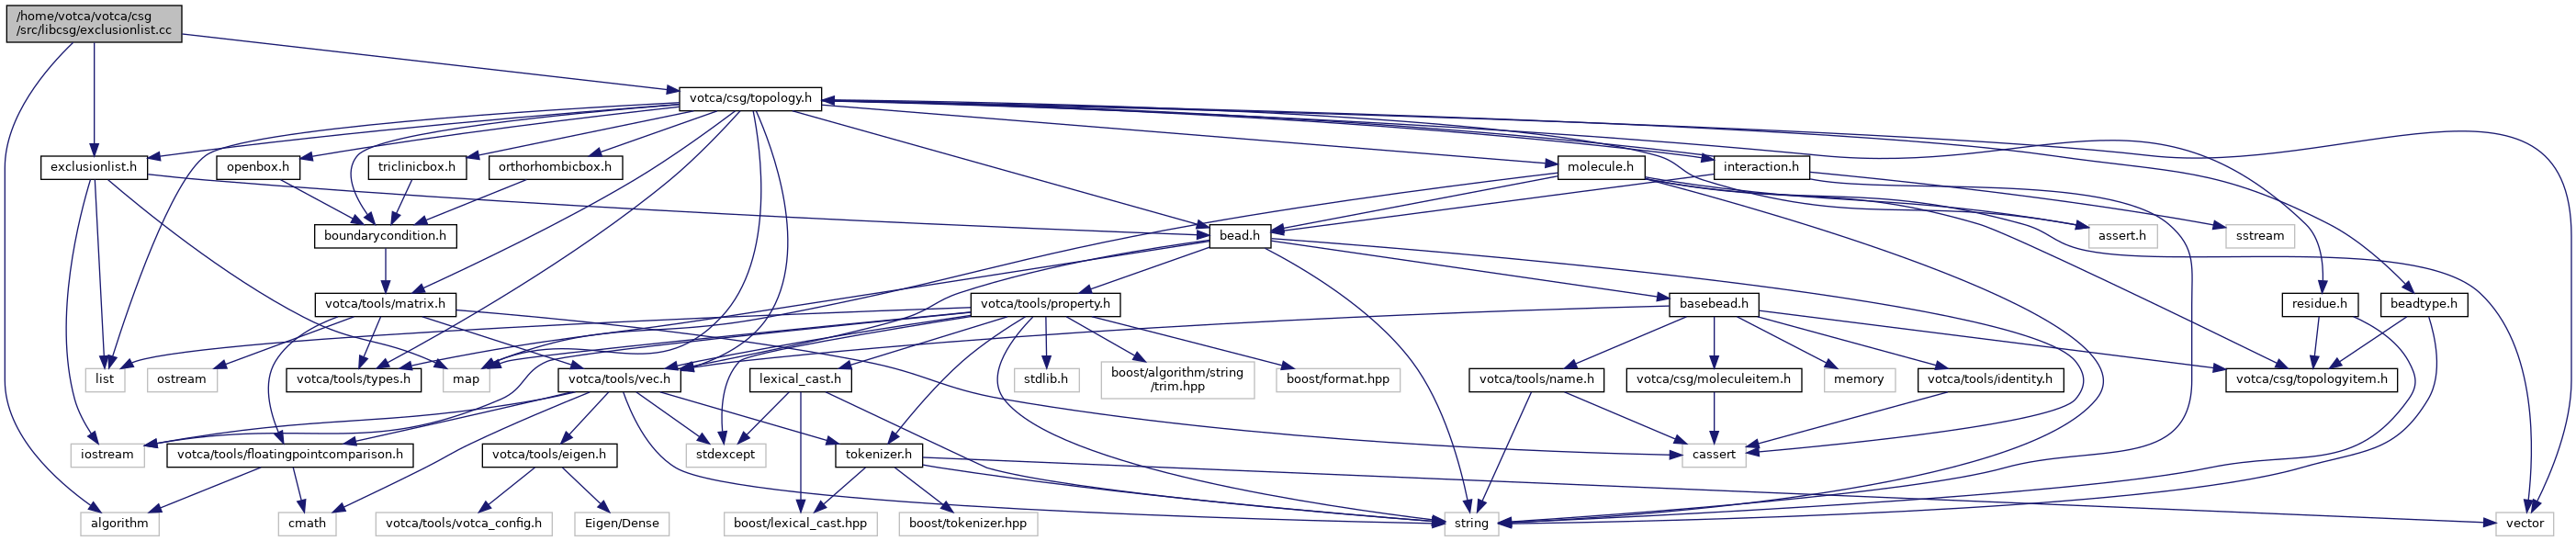 /home/votca/votca/csg
/src/libcsg/exclusionlist.cc
votca/csg/topology.h
exclusionlist.h
openbox.h
triclinicbox.h
orthorhombicbox.h
molecule.h
interaction.h
boundarycondition.h
bead.h
assert.h
sstream
votca/tools/matrix.h
votca/tools/property.h
basebead.h
residue.h
beadtype.h
list
ostream
votca/tools/types.h
map
votca/tools/vec.h
lexical_cast.h
stdlib.h
boost/algorithm/string
/trim.hpp
boost/format.hpp
votca/tools/name.h
votca/csg/moleculeitem.h
memory
votca/tools/identity.h
votca/csg/topologyitem.h
iostream
votca/tools/floatingpointcomparison.h
votca/tools/eigen.h
stdexcept
tokenizer.h
cassert
algorithm
cmath
votca/tools/votca_config.h
Eigen/Dense
boost/lexical_cast.hpp
boost/tokenizer.hpp
string
vector